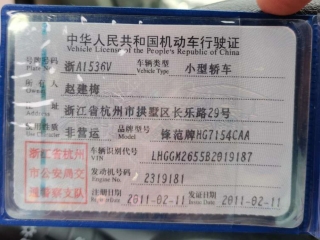 中华人民共和国机动车行驶证
Vehicle License of the People's Republic of China
号牌号码 浙A1536V 车辆类型 小型轿车
Plate No. Vehicle Type
所有人 赵建梅
住址 浙江省杭州市拱墅区长乐路29号
使用性质 非营运 品牌型号 锋范牌HG7154CAA
浙江省杭州市公安局交通警察支队
车辆识别代号 LHGGM2655B2019187
VIN
发动机号码 2319181
Engine No.
注册日期 2011-02-11 发证日期 2011-02-11